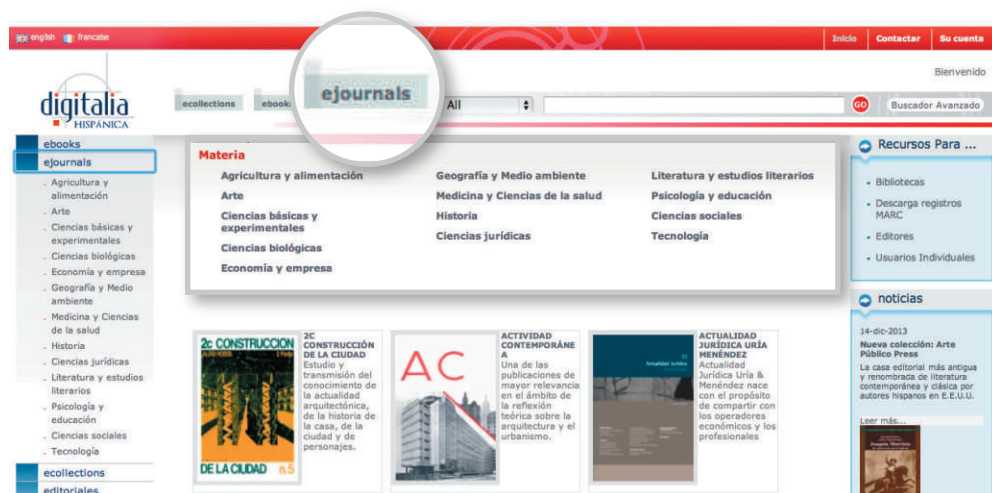 english francaise
Inicio Contactar Su cuenta
Bienvenido
digitalia
HISPÁNICA
ecollections ebook ejournals All GO Buscador Avanzado
ebooks
ejournals
Agricultura y
alimentación
Arte
Ciencias básicas y
experimentales
Ciencias biológicas
Economía y empresa
Geografía y Medio
ambiente
Medicina y Ciencias
de la salud
Historia
Ciencias jurídicas
Literatura y estudios
literarios
Psicología y
educación
Ciencias sociales
Tecnología
ecollections
editoriales
Materia
Agricultura y alimentación
Arte
Ciencias básicas y
experimentales
Ciencias biológicas
Economía y empresa
Geografía y Medio ambiente
Medicina y Ciencias de la salud
Historia
Ciencias jurídicas
Literatura y estudios literarios
Psicología y educación
Ciencias sociales
Tecnología
2c CONSTRUCCION
ALDO ROSSI
DE LA CIUDAD n.5
2C
CONSTRUCCIÓN
DE LA CIUDAD
Estudio y
transmisión del
conocimiento de
la actualidad
arquitectónica,
de la historia de
la casa, de la
ciudad y de
personajes.
AC
ACTIVIDAD
CONTEMPORÁNE
A
Una de las
publicaciones de
mayor relevancia
en el ámbito de
la reflexión
teórica sobre la
arquitectura y el
urbanismo.
Actualidad Jurídica
ACTUALIDAD
JURÍDICA URÍA
MENÉNDEZ
Actualidad
Jurídica Uría &
Menéndez nace
con el propósito
de compartir con
los operadores
económicos y los
profesionales
Recursos Para ...
Bibliotecas
Descarga registros
MARC
Editores
Usuarios Individuales
noticias
14-dic-2013
Nueva colección: Arte
Público Press
La casa editorial más antigua
y renombrada de literatura
contemporánea y clásica por
autores hispanos en E.E.U.U.
Leer más...
Joaquín Murrieta